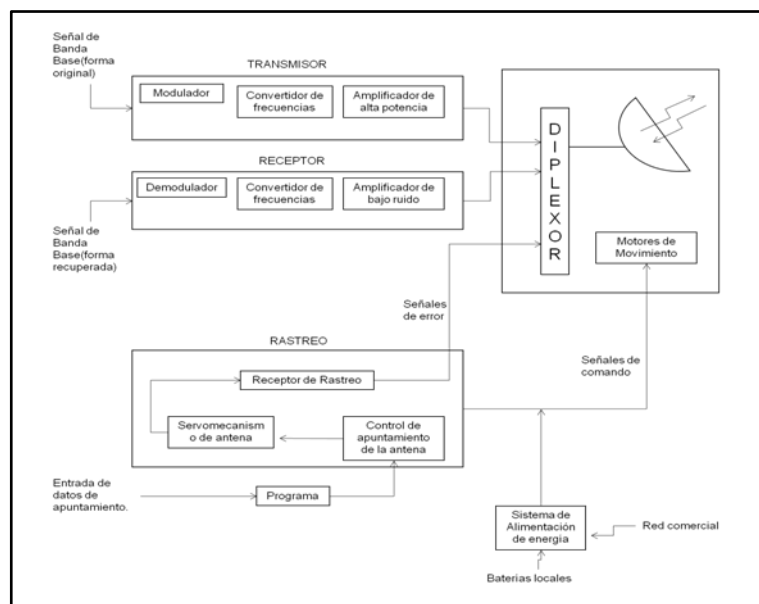 Señal de
Banda
Base(forma
original)
TRANSMISOR
Modulador
Convertidor de
frecuencias
Amplificador de
alta potencia
RECEPTOR
Demodulador
Convertidor de
frecuencias
Amplificador de
bajo ruido
Señal de
Banda
Base(forma
recuperada)
DIPLEXOR
Motores de
Movimiento
Señales
de error
Señales de
comando
RASTREO
Receptor de Rastreo
Servomecanism
o de antena
Control de
apuntamiento
de la antena
Entrada de
datos de
apuntamiento.
Programa
Sistema de
Alimentación
de energía
Red comercial
Baterias locales